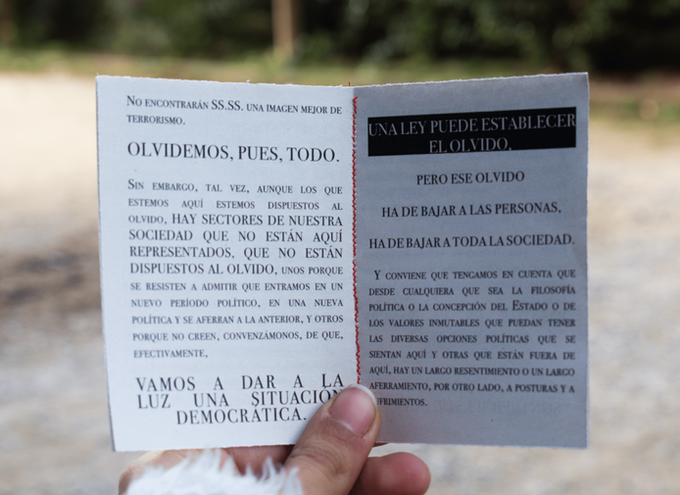 No encontrarán SS.SS. una imagen mejor de
terrorismo.
OLVIDEMOS, PUES, TODO.
Sin embargo, tal vez, aunque los que
estemos aquí estemos dispuestos al
olvido, HAY SECTORES DE NUESTRA
SOCIEDAD QUE NO ESTÁN AQUÍ
REPRESENTADOS, QUE NO ESTÁN
DISPUESTOS AL OLVIDO, unos porque
se resisten a admitir que entramos en un
nuevo período político, en una nueva
política y se aferran a la anterior, y otros
porque no creen, convenzámonos, de que,
efectivamente,
VAMOS A DAR A LA
LUZ UNA SITUACIÓN
DEMOCRÁTICA.
UNA LEY PUEDE ESTABLECER
EL OLVIDO,
PERO ESE OLVIDO
HA DE BAJAR A LAS PERSONAS,
HA DE BAJAR A TODA LA SOCIEDAD.
Y conviene que tengamos en cuenta que
desde cualquiera que sea la filosofía
política o la concepción del Estado o de
los valores inmutables que puedan tener
las diversas opciones políticas que se
sientan aquí y otras que están fuera de
aquí, hay un largo resentimiento o un largo
aferramiento, por otro lado, a posturas y a